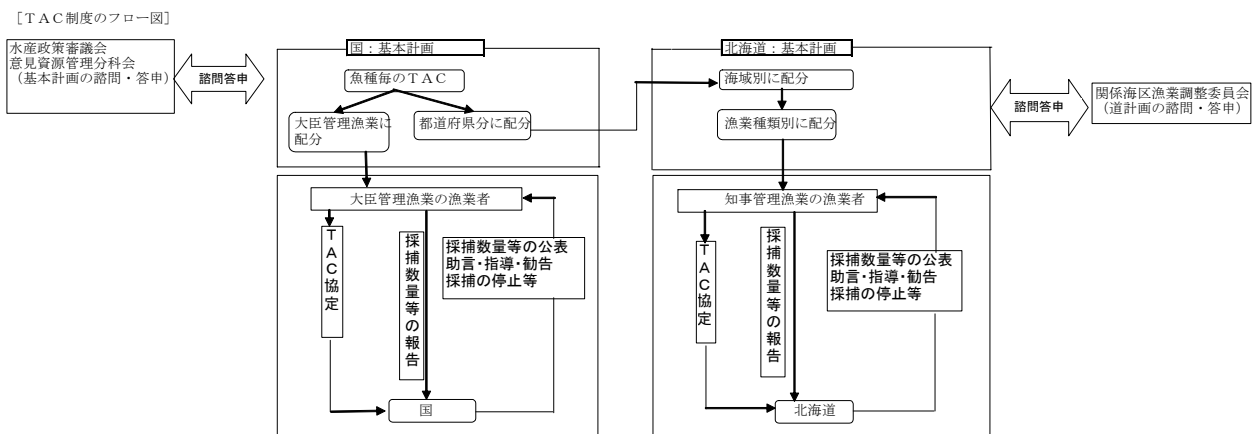 ［ＴＡＣ制度のフロー図］
水産政策審議会
意見資源管理分科会
（基本計画の諮問・答申）
諮問答申
国：基本計画
魚種毎のＴＡＣ
大臣管理漁業に
配分
都道府県分に配分
北海道：基本計画
海域別に配分
漁業種類別に配分
諮問答申
関係海区漁業調整委員会
（道計画の諮問・答申）
大臣管理漁業の漁業者
ＴＡＣ協定
採捕数量等の報告
採捕数量等の公表
助言・指導・勧告
採捕の停止等
国
知事管理漁業の漁業者
ＴＡＣ協定
採捕数量等の報告
採捕数量等の公表
助言・指導・勧告
採捕の停止等
北海道